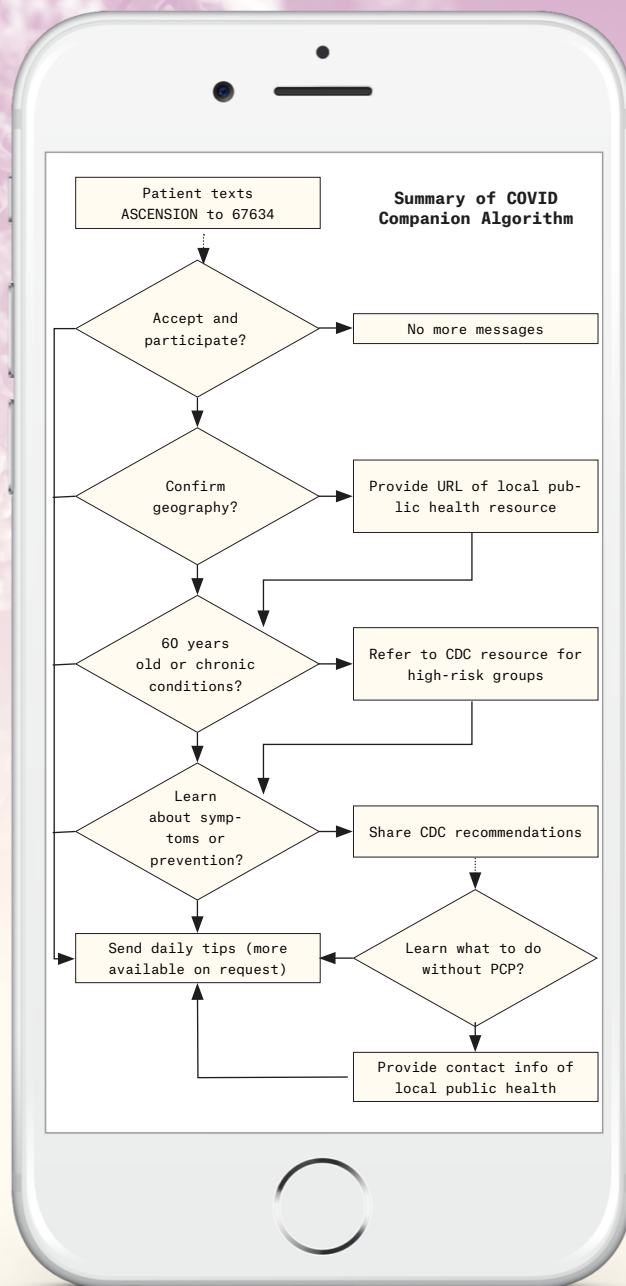 Patient texts
ASCENSION to 67634
Summary of COVID
Companion Algorithm
Accept and
participate?
No more messages
Confirm
geography?
Provide URL of local pub-
lic health resource
60 years
old or chronic
conditions?
Refer to CDC resource for
high-risk groups
Learn
about symp-
toms or
prevention?
Share CDC recommendations
Send daily tips (more
available on request)
Learn what to do
without PCP?
Provide contact info of
local public health